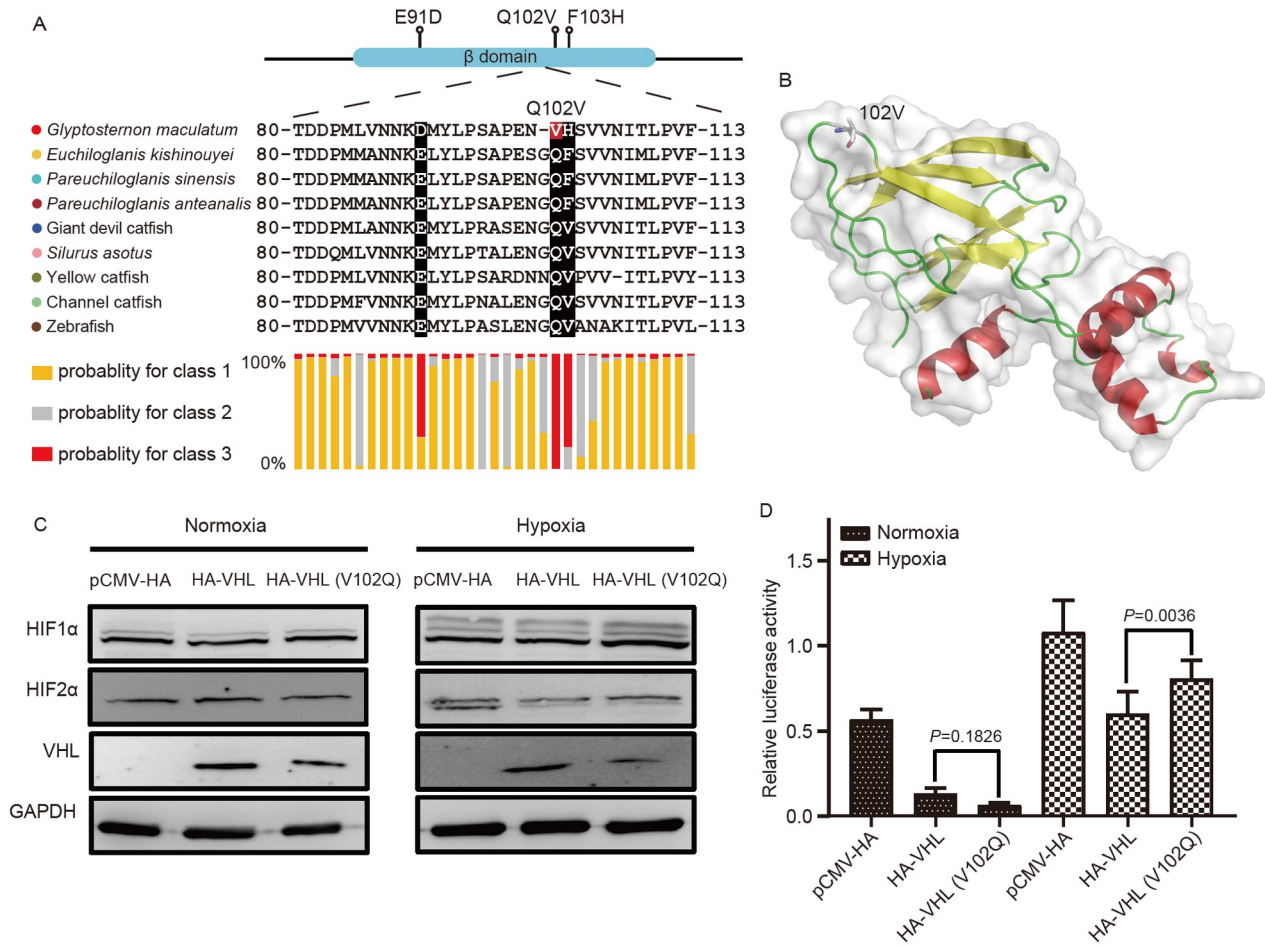 A
E91D
Q102V
F103H
β domain
Q102V
Glyptosternon maculatum 80-TDDPMLVNNKDMYLPSAPEN-VHSVVNITLPVF-113
Euchiloglanis kishinouyei 80-TDDPMMANNKELYLPSAPESGQFSVVNIMLPVF-113
Pareuchiloglanis sinensis 80-TDDPMMANNKELYLPSAPENGQFSVVNIMLPVF-113
Pareuchiloglanis anteanalis 80-TDDPMMANNKELYLPSAPENGQFSVVNIMLPVF-113
Giant devil catfish 80-TDDPMLANNKEMYLPRASENGQVSVVNITLPVF-113
Silurus asotus 80-TDDQMLVNNKEMYLPTALENGQVSVVNITLPVF-113
Yellow catfish 80-TDDPMLVNNKELYLPSARDNNQVPVV-ITLPVY-113
Channel catfish 80-TDDPMFVNNKEMYLPNALENGQVSVVNITLPVF-113
Zebrafish 80-TDDPMVVNNKEMYLPASLENGQVANAKITLPVL-113
100%
0%
probablity for class 1
probablity for class 2
probablity for class 3
B
102V
C
Normoxia
Hypoxia
pCMV-HA HA-VHL HA-VHL (V102Q)
pCMV-HA HA-VHL HA-VHL (V102Q)
HIF1α
HIF2α
VHL
GAPDH
D
Normoxia
Hypoxia
Relative luciferase activity
1.5
1.0
0.5
0.0
P=0.1826
P=0.0036
pCMV-HA
HA-VHL
HA-VHL (V102Q)
pCMV-HA
HA-VHL
HA-VHL (V102Q)